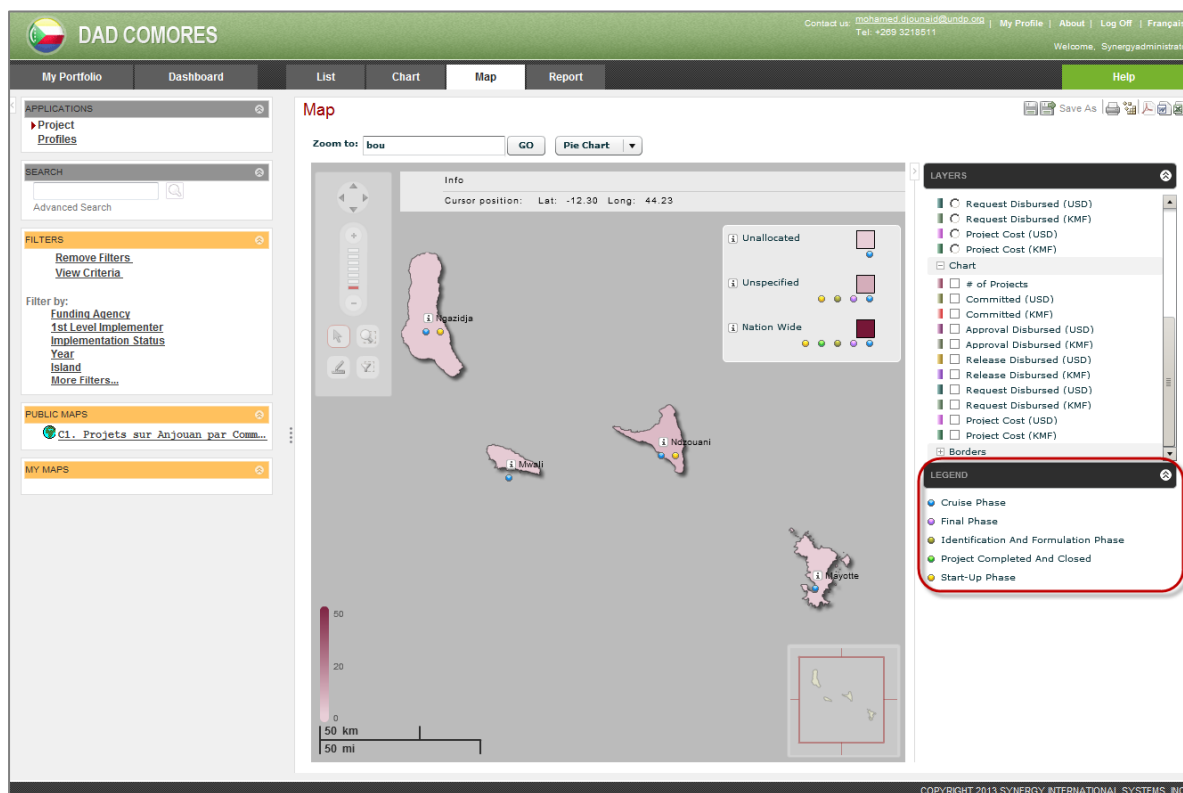 Contact us: mohamed.djounaid@undp.org | My Profile | About | Log Off | Français
Tel: +269 3218511
DAD COMORES
Welcome, Synergyadministrat
My Portfolio Dashboard List Chart Map Report Help
APPLICATIONS
Project
Profiles
SEARCH
Advanced Search
FILTERS
Remove Filters
View Criteria
Filter by:
Funding Agency
1st Level Implementer
Implementation Status
Year
Island
More Filters...
PUBLIC MAPS
C1. Projets sur Anjouan par Comm...
MY MAPS
Map
Save As
Zoom to: bou GO Pie Chart
Info
Cursor position: Lat: -12.30 Long: 44.23
Unallocated
Unspecified
Nation Wide
Ngazidja
Ndzouani
Mwali
Mayotte
50
20
0
50 km
50 mi
LAYERS
Request Disbursed (USD)
Request Disbursed (KMF)
Project Cost (USD)
Project Cost (KMF)
Chart
# of Projects
Committed (USD)
Committed (KMF)
Approval Disbursed (USD)
Approval Disbursed (KMF)
Release Disbursed (USD)
Release Disbursed (KMF)
Request Disbursed (USD)
Request Disbursed (KMF)
Project Cost (USD)
Project Cost (KMF)
Borders
LEGEND
Cruise Phase
Final Phase
Identification And Formulation Phase
Project Completed And Closed
Start-Up Phase
COPYRIGHT 2013 SYNERGY INTERNATIONAL SYSTEMS, INC